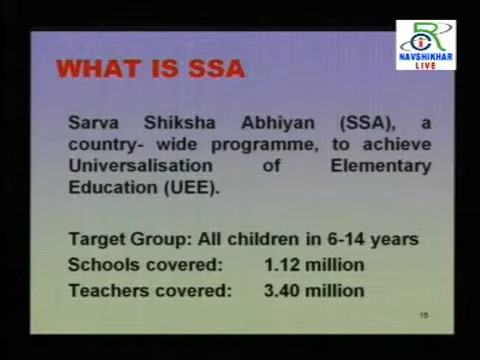 NAVSHIKHAR
LIVE
WHAT IS SSA
Sarva Shiksha Abhiyan (SSA), a
country- wide programme, to achieve
Universalisation of Elementary
Education (UEE).
Target Group: All children in 6-14 years
Schools covered: 1.12 million
Teachers covered: 3.40 million
15